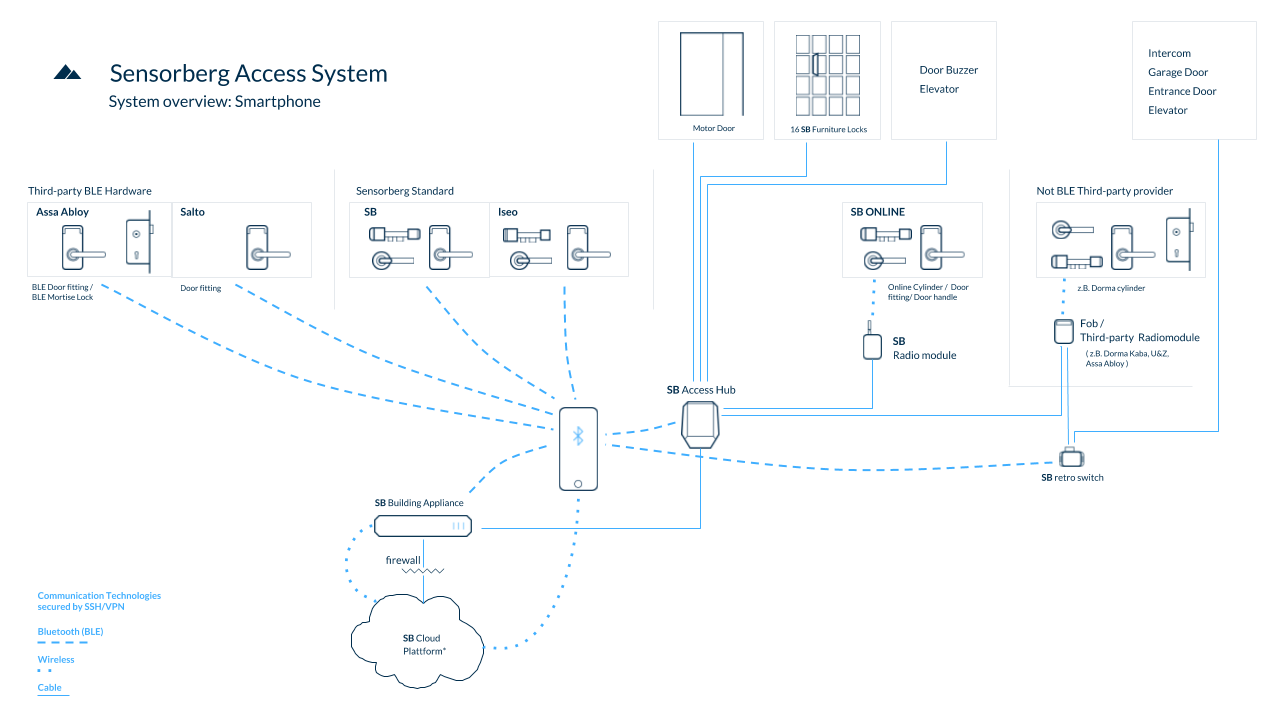 Sensorberg Access System
System overview: Smartphone
Motor Door
16 SB Furniture Locks
Door Buzzer
Elevator
Intercom
Garage Door
Entrance Door
Elevator
Third-party BLE Hardware
Assa Abloy
Salto
BLE Door fitting /
BLE Mortise Lock
Door fitting
Sensorberg Standard
SB
Iseo
SB ONLINE
Online Cylinder / Door
fitting/ Door handle
SB
Radio module
Not BLE Third-party provider
z.B. Dorma cylinder
Fob /
Third-party Radiomodule
( z.B. Dorma Kaba, U&Z,
Assa Abloy )
SB Access Hub
SB retro switch
SB Building Appliance
firewall
SB Cloud
Plattform*
Communication Technologies
secured by SSH/VPN
Bluetooth (BLE)
Wireless
Cable